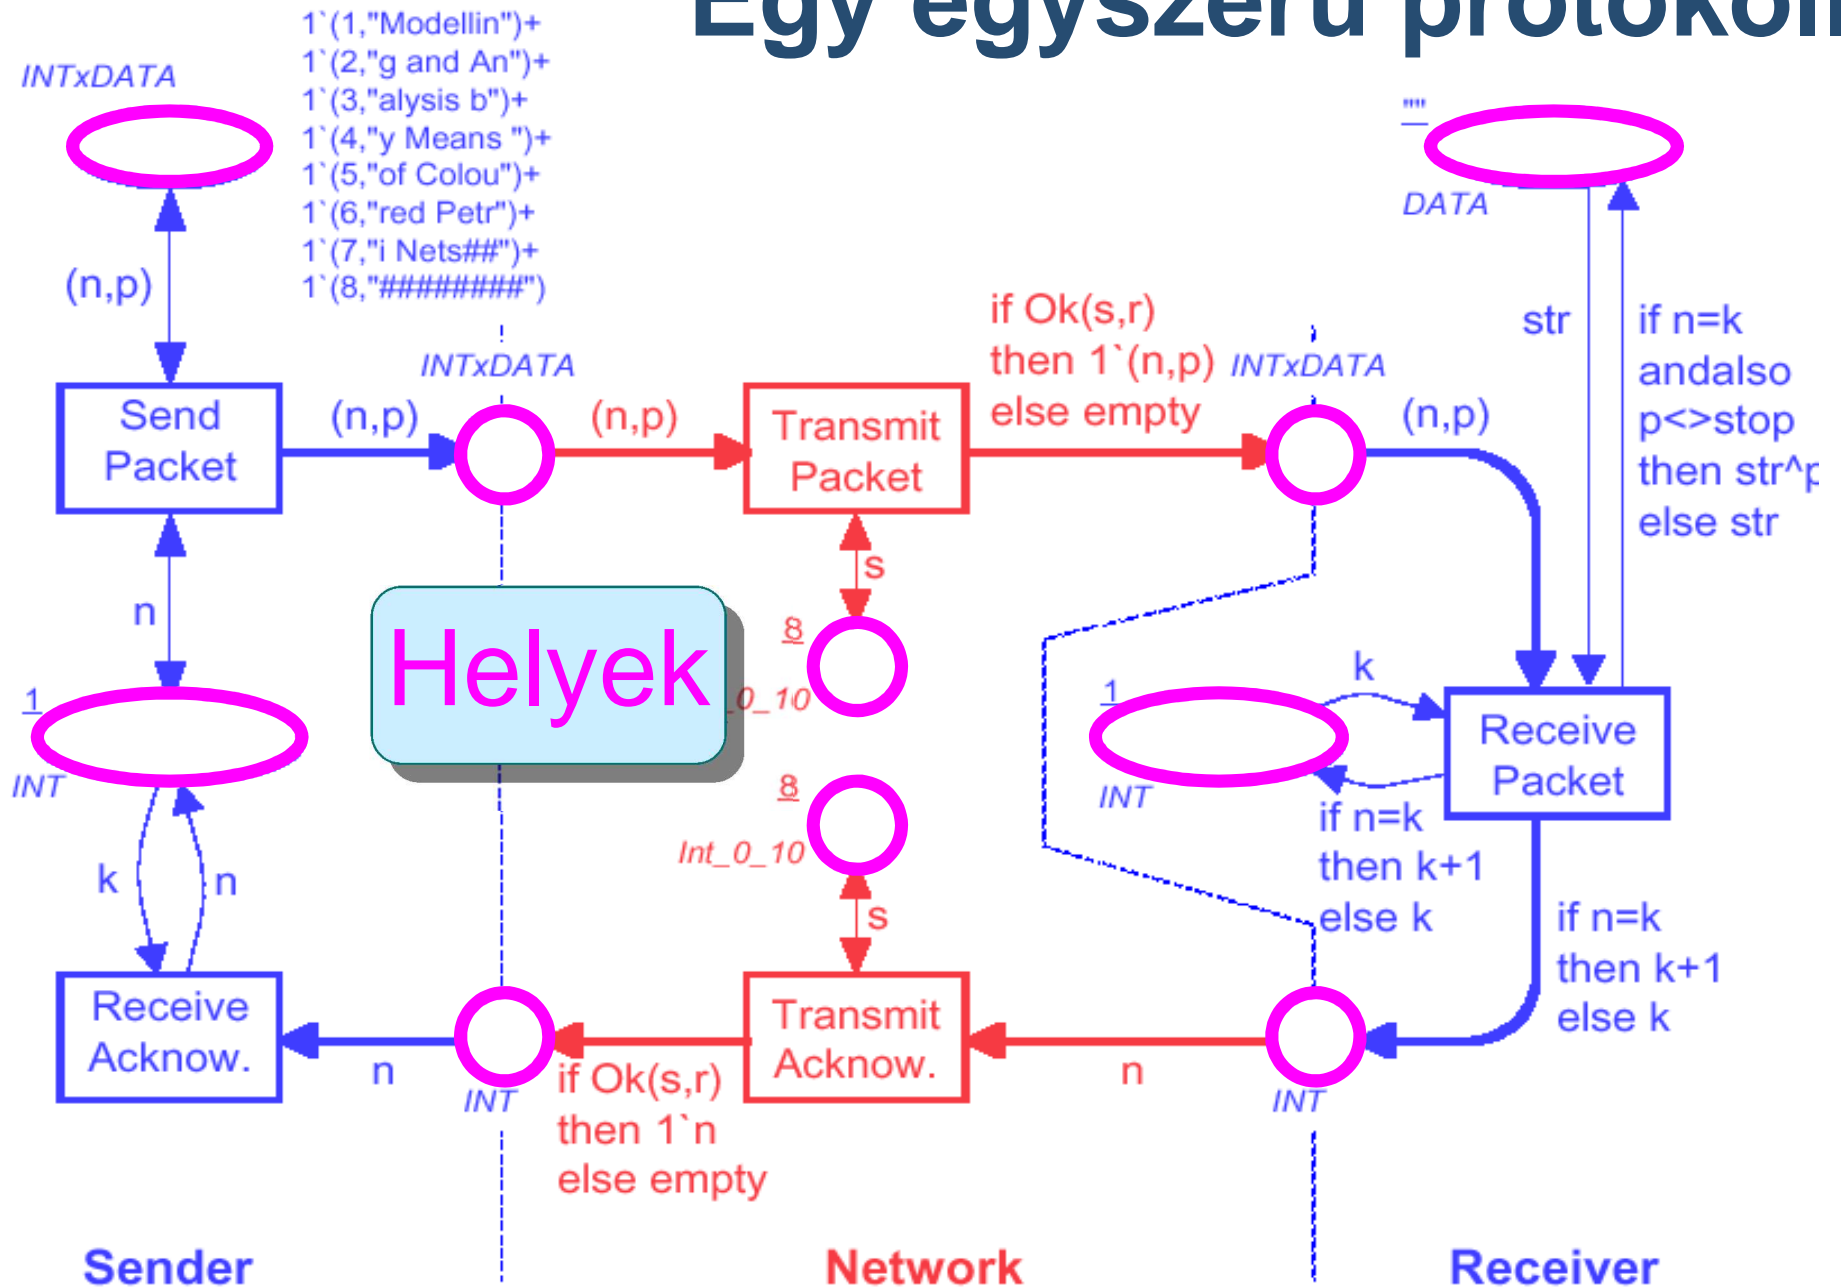 Egy egyszerű protokoll
1`(1,"Modellin")+
1`(2,"g and An")+
1`(3,"alysis b")+
1`(4,"y Means ")+
1`(5,"of Colou")+
1`(6,"red Petr")+
1`(7,"i Nets##")+
1`(8,"########")
INTxDATA
(n,p)
Send
Packet
(n,p)
INTxDATA
(n,p)
Transmit
Packet
if Ok(s,r)
then 1`(n,p)
else empty
INTxDATA
(n,p)
""
DATA
str
if n=k
andalso
p<>stop
then str^p
else str
n
1
INT
Helyek
s
8
_0_10
8
Int_0_10
s
1
INT
k
Receive
Packet
if n=k
then k+1
else k
if n=k
then k+1
else k
k
n
Receive
Acknow.
n
INT
if Ok(s,r)
then 1`n
else empty
Transmit
Acknow.
n
INT
Sender
Network
Receiver